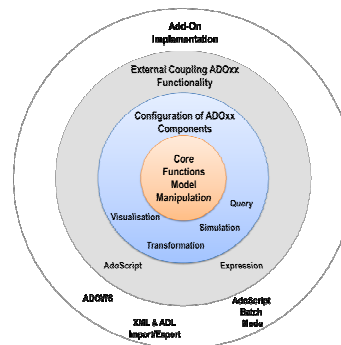 Add-On
Implementation
External Coupling ADOxx
Functionality
Configuration of ADOxx
Components
Core
Functions
Model
Manipulation
Query
Visualisation
Simulation
Transformation
AdoScript
Expression
ADOWS
AdoScript
Batch
Mode
XML & ADL
Import/Export